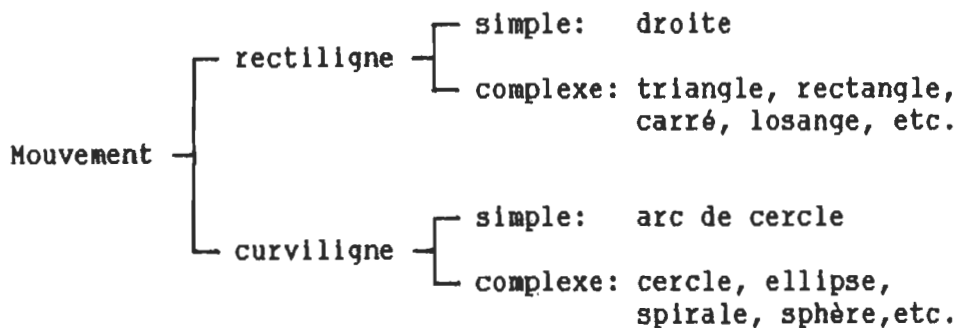 simple: droite
rectiligne
complexe: triangle, rectangle,
carré, losange, etc.
Mouvement
simple: arc de cercle
curviligne
complexe: cercle, ellipse,
spirale, sphère,etc.